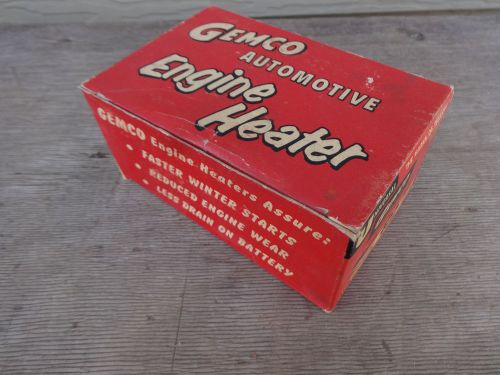 GEMCO
AUTOMOTIVE
Engine
Heater
GEMCO Engine Heaters Assure:
• FASTER WINTER STARTS
• REDUCED ENGINE WEAR
• LESS DRAIN ON BATTERY